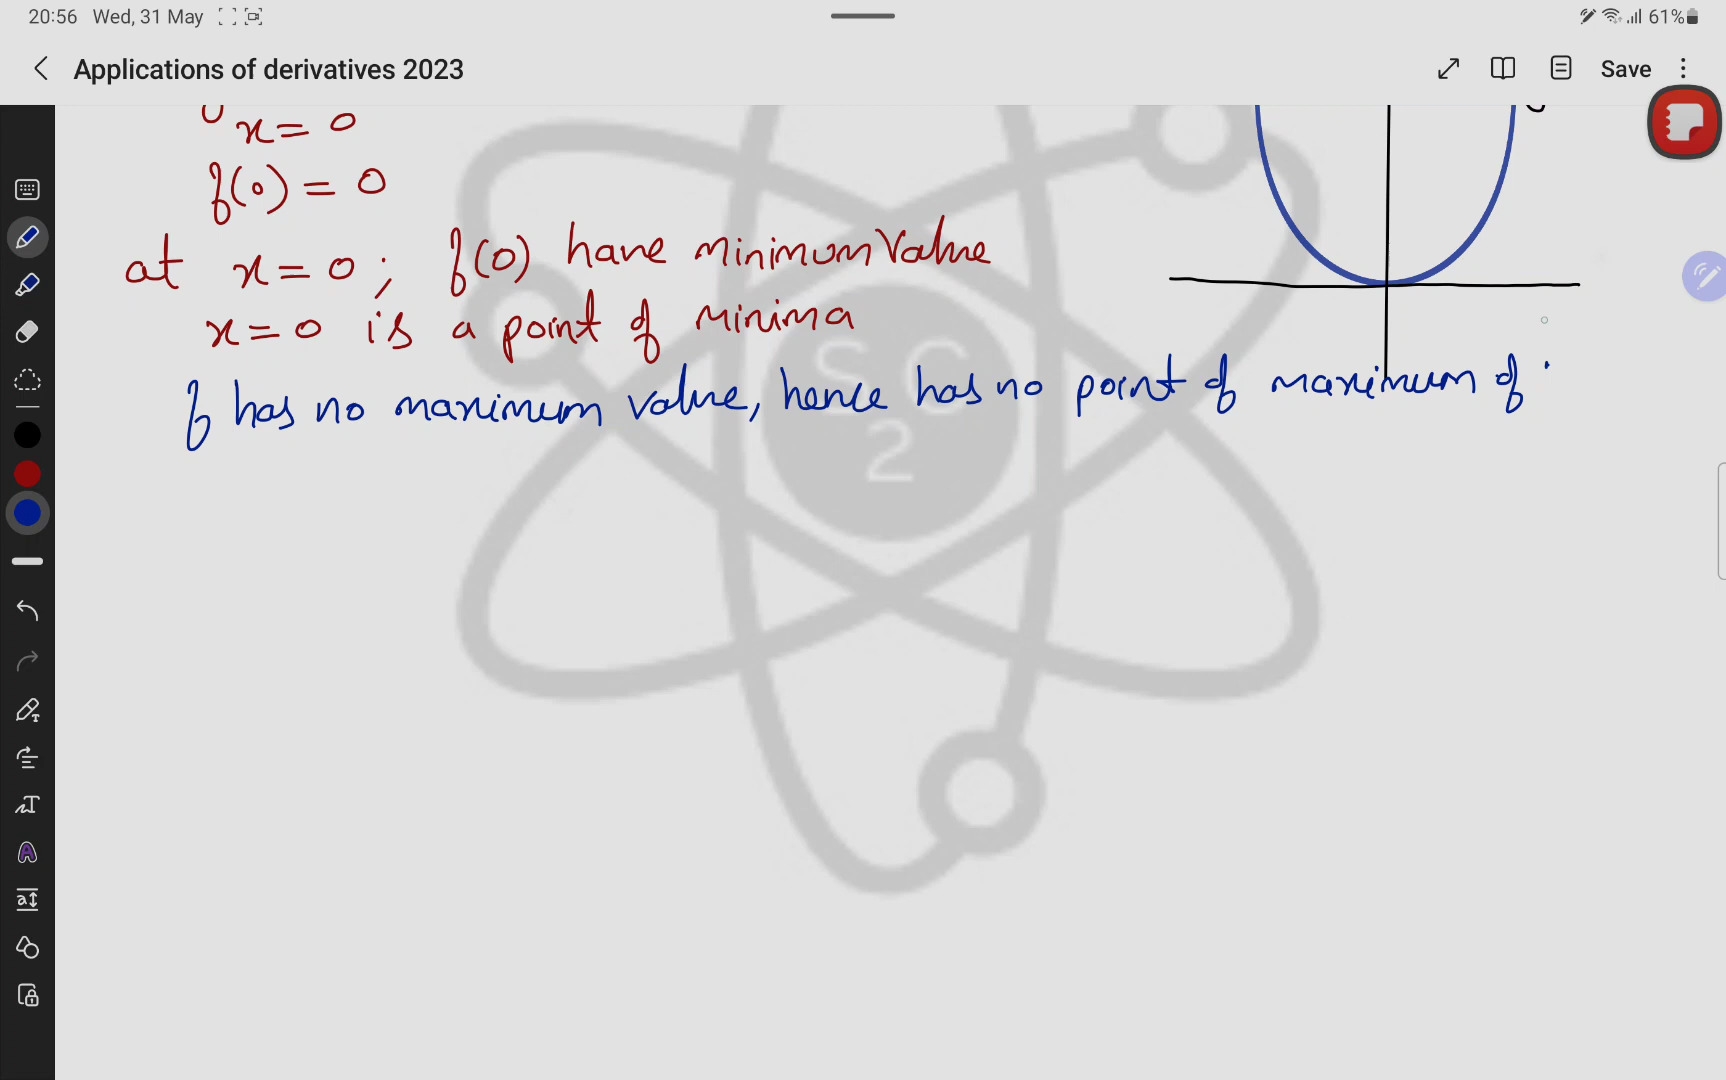 20:56 Wed, 31 May 61%
Applications of derivatives 2023 Save
x = 0
f(0) = 0
at x = 0 ; f(0) have minimum value
x = 0 is a point of minima
f has no maximum value, hence has no point of maximum of
S C
2